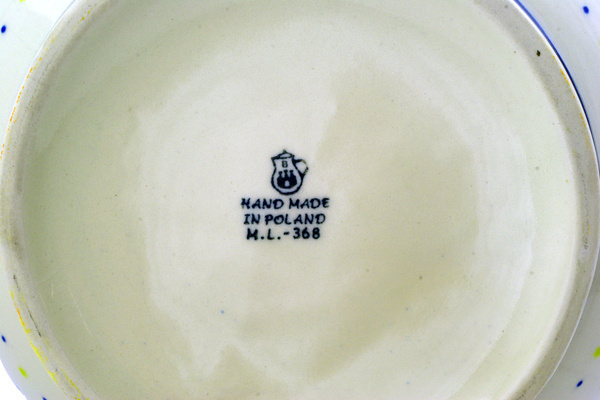 B
HAND MADE
IN POLAND
M.L.-368